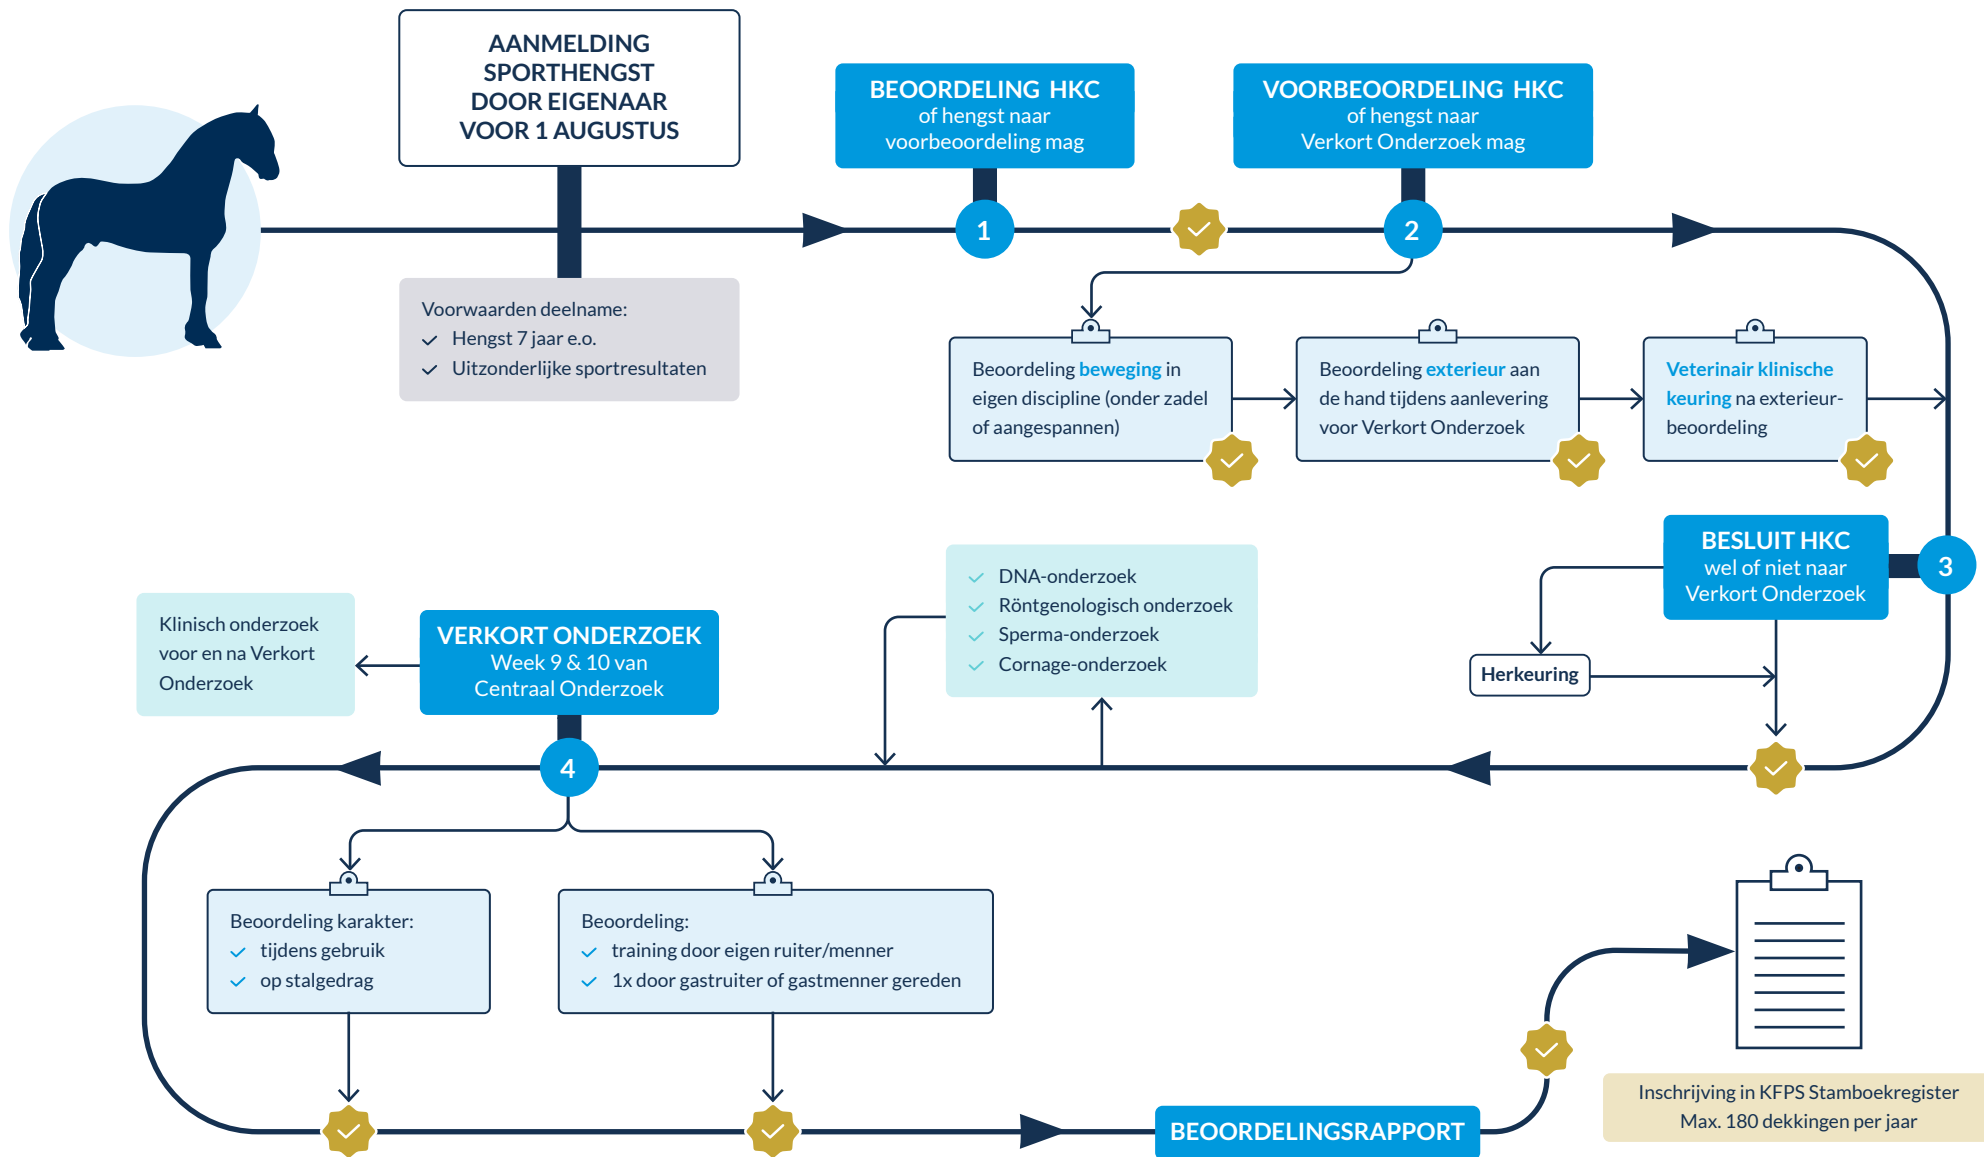 AANMELDING
SPORTHENGST
DOOR EIGENAAR
VOOR 1 AUGUSTUS
Voorwaarden deelname:
Hengst 7 jaar e.o.
Uitzonderlijke sportresultaten
BEOORDELING HKC
of hengst naar
voorbeoordeling mag
1
VOORBEOORDELING HKC
of hengst naar
Verkort Onderzoek mag
2
Beoordeling beweging in
eigen discipline (onder zadel
of aangespannen)
Beoordeling exterieur aan
de hand tijdens aanlevering
voor Verkort Onderzoek
Veterinair klinische
keuring na exterieur-
beoordeling
BESLUIT HKC
wel of niet naar
Verkort Onderzoek
3
Herkeuring
DNA-onderzoek
Röntgenologisch onderzoek
Sperma-onderzoek
Cornage-onderzoek
VERKORT ONDERZOEK
Week 9 & 10 van
Centraal Onderzoek
4
Klinisch onderzoek
voor en na Verkort
Onderzoek
Beoordeling karakter:
tijdens gebruik
op stalgedrag
Beoordeling:
training door eigen ruiter/menner
1x door gastruiter of gastmenner gereden
BEOORDELINGSRAPPORT
Inschrijving in KFPS Stamboekregister
Max. 180 dekkingen per jaar